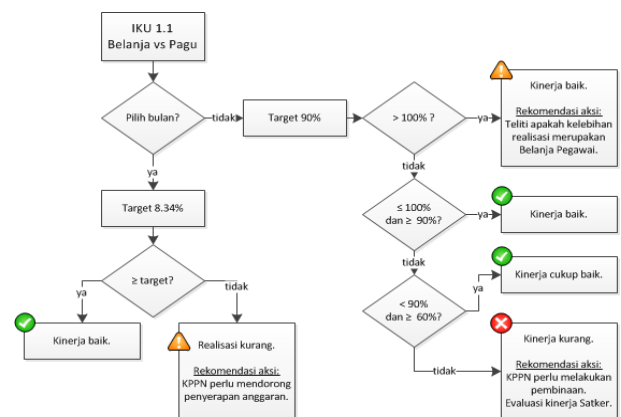 IKU 1.1
Belanja vs Pagu
Pilih bulan?
tidak
Target 90%
> 100% ?
ya
Kinerja baik.
Rekomendasi aksi:
Teliti apakah kelebihan
realisasi merupakan
Belanja Pegawai.
ya
tidak
Target 8.34%
≤ 100%
dan ≥ 90%?
ya
Kinerja baik.
tidak
≥ target?
ya
tidak
< 90%
dan ≥ 60%?
ya
Kinerja cukup baik.
Kinerja baik.
Realisasi kurang.
Rekomendasi aksi:
KPPN perlu mendorong
penyerapan anggaran.
tidak
Kinerja kurang.
Rekomendasi aksi:
KPPN perlu melakukan
pembinaan.
Evaluasi kinerja Satker.